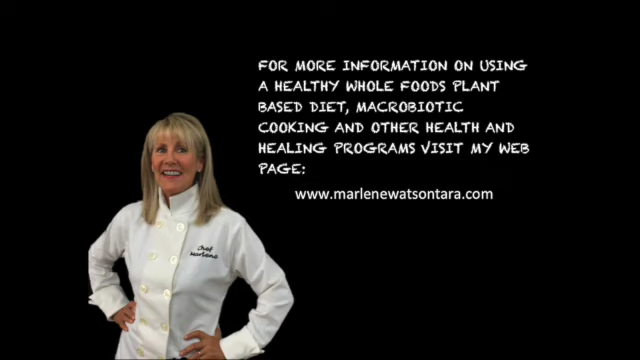 FOR MORE INFORMATION ON USING
A HEALTHY WHOLE FOODS PLANT
BASED DIET, MACROBIOTIC
COOKING AND OTHER HEALTH AND
HEALING PROGRAMS VISIT MY WEB
PAGE:
www.marlenewatsontara.com
Chef
Marlene